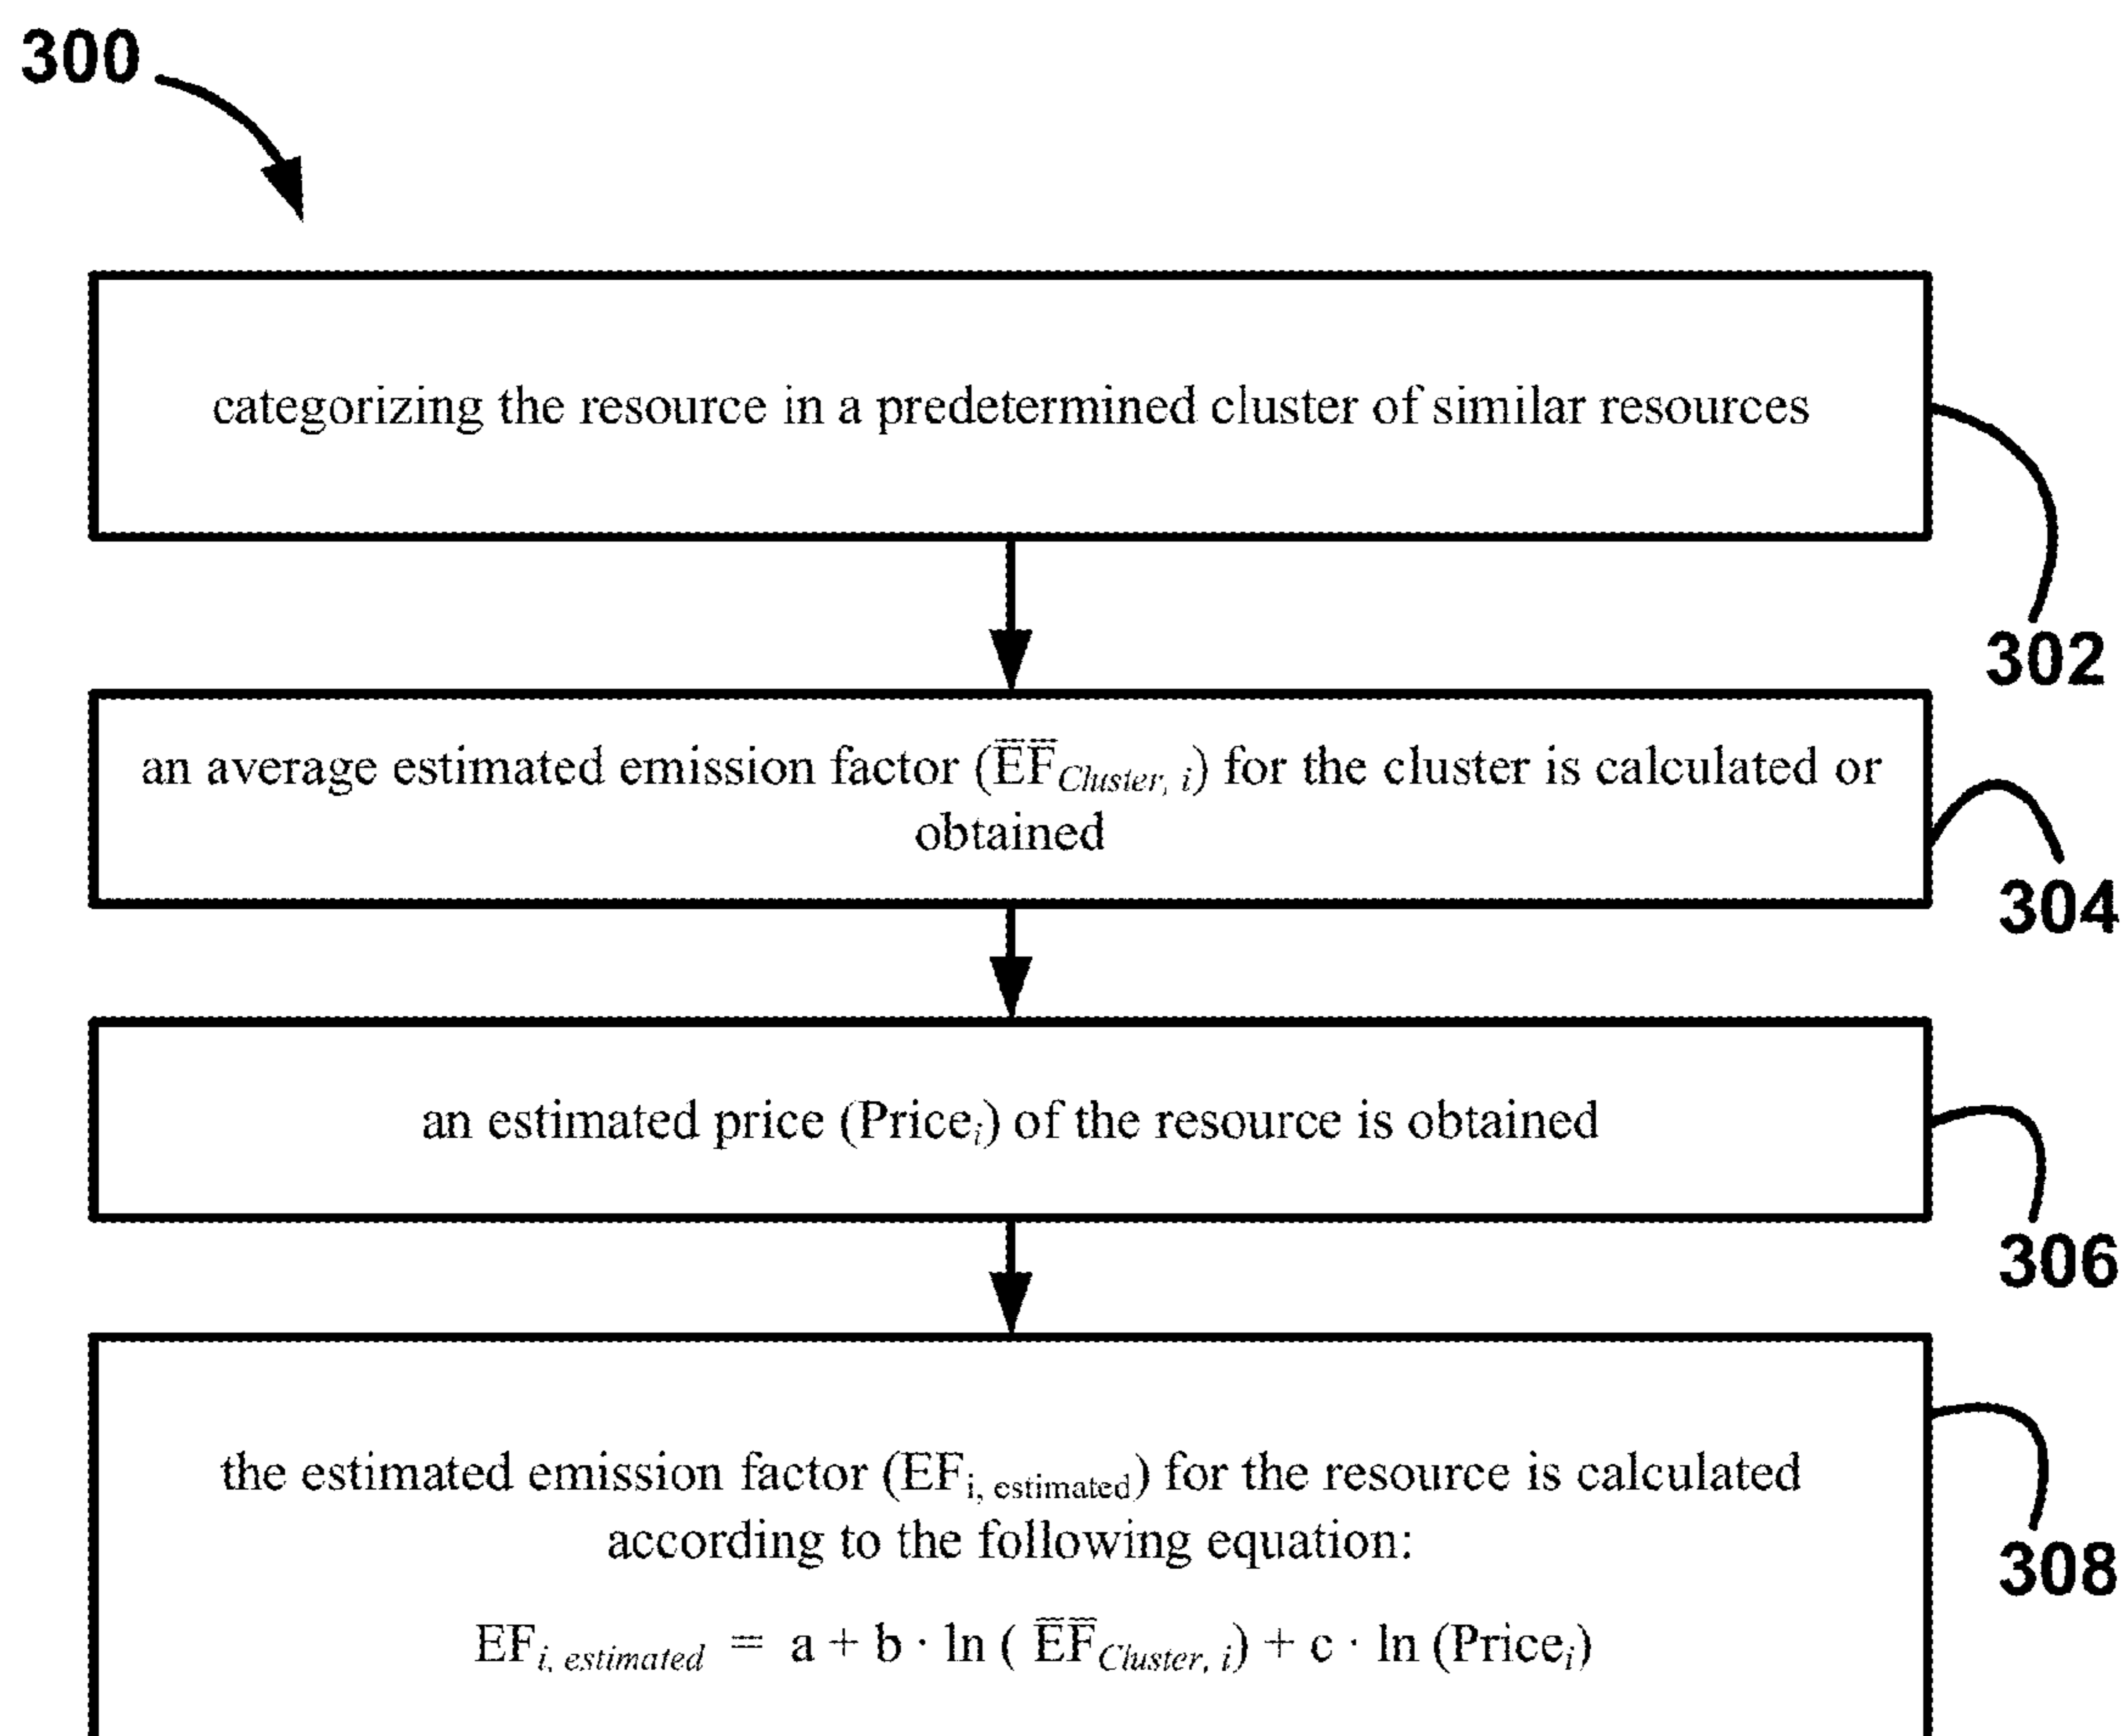 300
categorizing the resource in a predetermined cluster of similar resources
302
an average estimated emission factor (E̅F̅Cluster, i) for the cluster is calculated or
obtained
304
an estimated price (Priceᵢ) of the resource is obtained
306
the estimated emission factor (EFi, estimated) for the resource is calculated
according to the following equation:
EFi, estimated = a + b · ln ( E̅F̅Cluster, i) + c · ln (Priceᵢ)
308